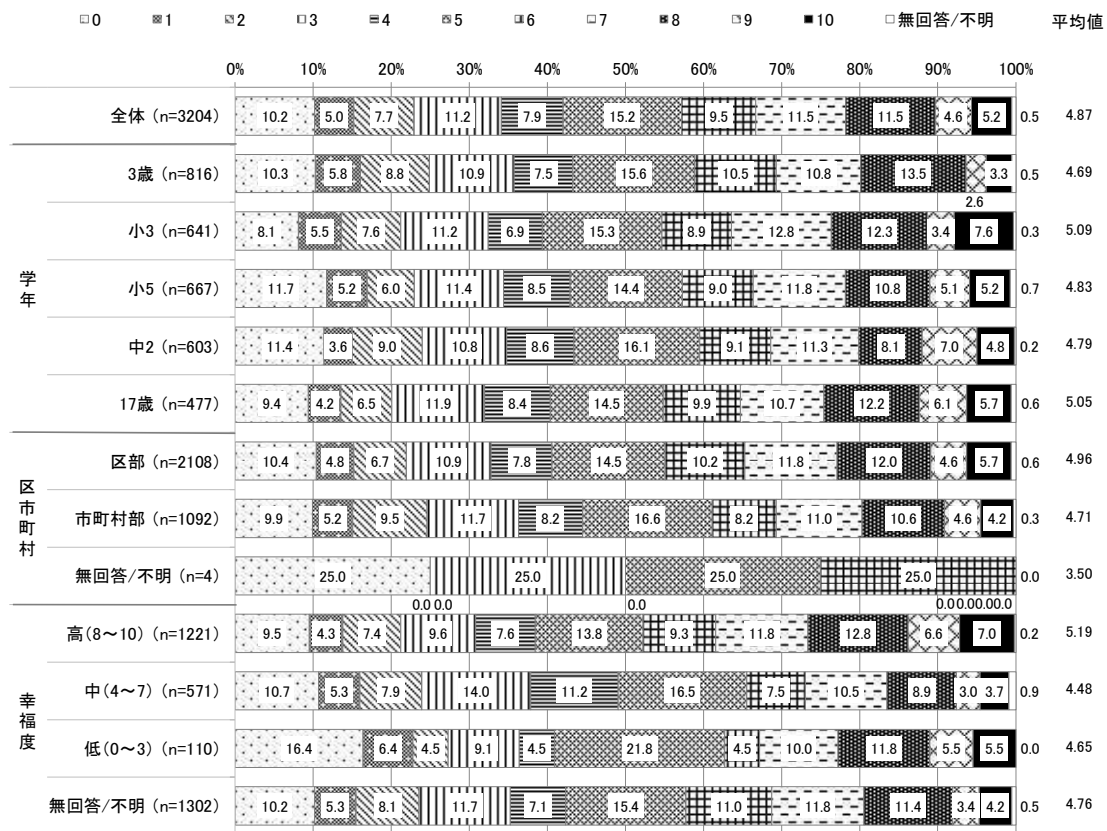 0 1 2 3 4 5 6 7 8 9 10 無回答/不明 平均値
0% 10% 20% 30% 40% 50% 60% 70% 80% 90% 100%
全体 (n=3204) 10.2 5.0 7.7 11.2 7.9 15.2 9.5 11.5 11.5 4.6 5.2 0.5 4.87
学年
3歳 (n=816) 10.3 5.8 8.8 10.9 7.5 15.6 10.5 10.8 13.5 3.3 0.5 4.69
2.6
小3 (n=641) 8.1 5.5 7.6 11.2 6.9 15.3 8.9 12.8 12.3 3.4 7.6 0.3 5.09
小5 (n=667) 11.7 5.2 6.0 11.4 8.5 14.4 9.0 11.8 10.8 5.1 5.2 0.7 4.83
中2 (n=603) 11.4 3.6 9.0 10.8 8.6 16.1 9.1 11.3 8.1 7.0 4.8 0.2 4.79
17歳 (n=477) 9.4 4.2 6.5 11.9 8.4 14.5 9.9 10.7 12.2 6.1 5.7 0.6 5.05
区市町村
区部 (n=2108) 10.4 4.8 6.7 10.9 7.8 14.5 10.2 11.8 12.0 4.6 5.7 0.6 4.96
市町村部 (n=1092) 9.9 5.2 9.5 11.7 8.2 16.6 8.2 11.0 10.6 4.6 4.2 0.3 4.71
無回答/不明 (n=4) 25.0 25.0 25.0 25.0 0.0 3.50
0.0 0.0 0.0 0.0 0.0 0.0 0.0
幸福度
高(8～10) (n=1221) 9.5 4.3 7.4 9.6 7.6 13.8 9.3 11.8 12.8 6.6 7.0 0.2 5.19
中(4～7) (n=571) 10.7 5.3 7.9 14.0 11.2 16.5 7.5 10.5 8.9 3.0 3.7 0.9 4.48
低(0～3) (n=110) 16.4 6.4 4.5 9.1 4.5 21.8 4.5 10.0 11.8 5.5 5.5 0.0 4.65
無回答/不明 (n=1302) 10.2 5.3 8.1 11.7 7.1 15.4 11.0 11.8 11.4 3.4 4.2 0.5 4.76